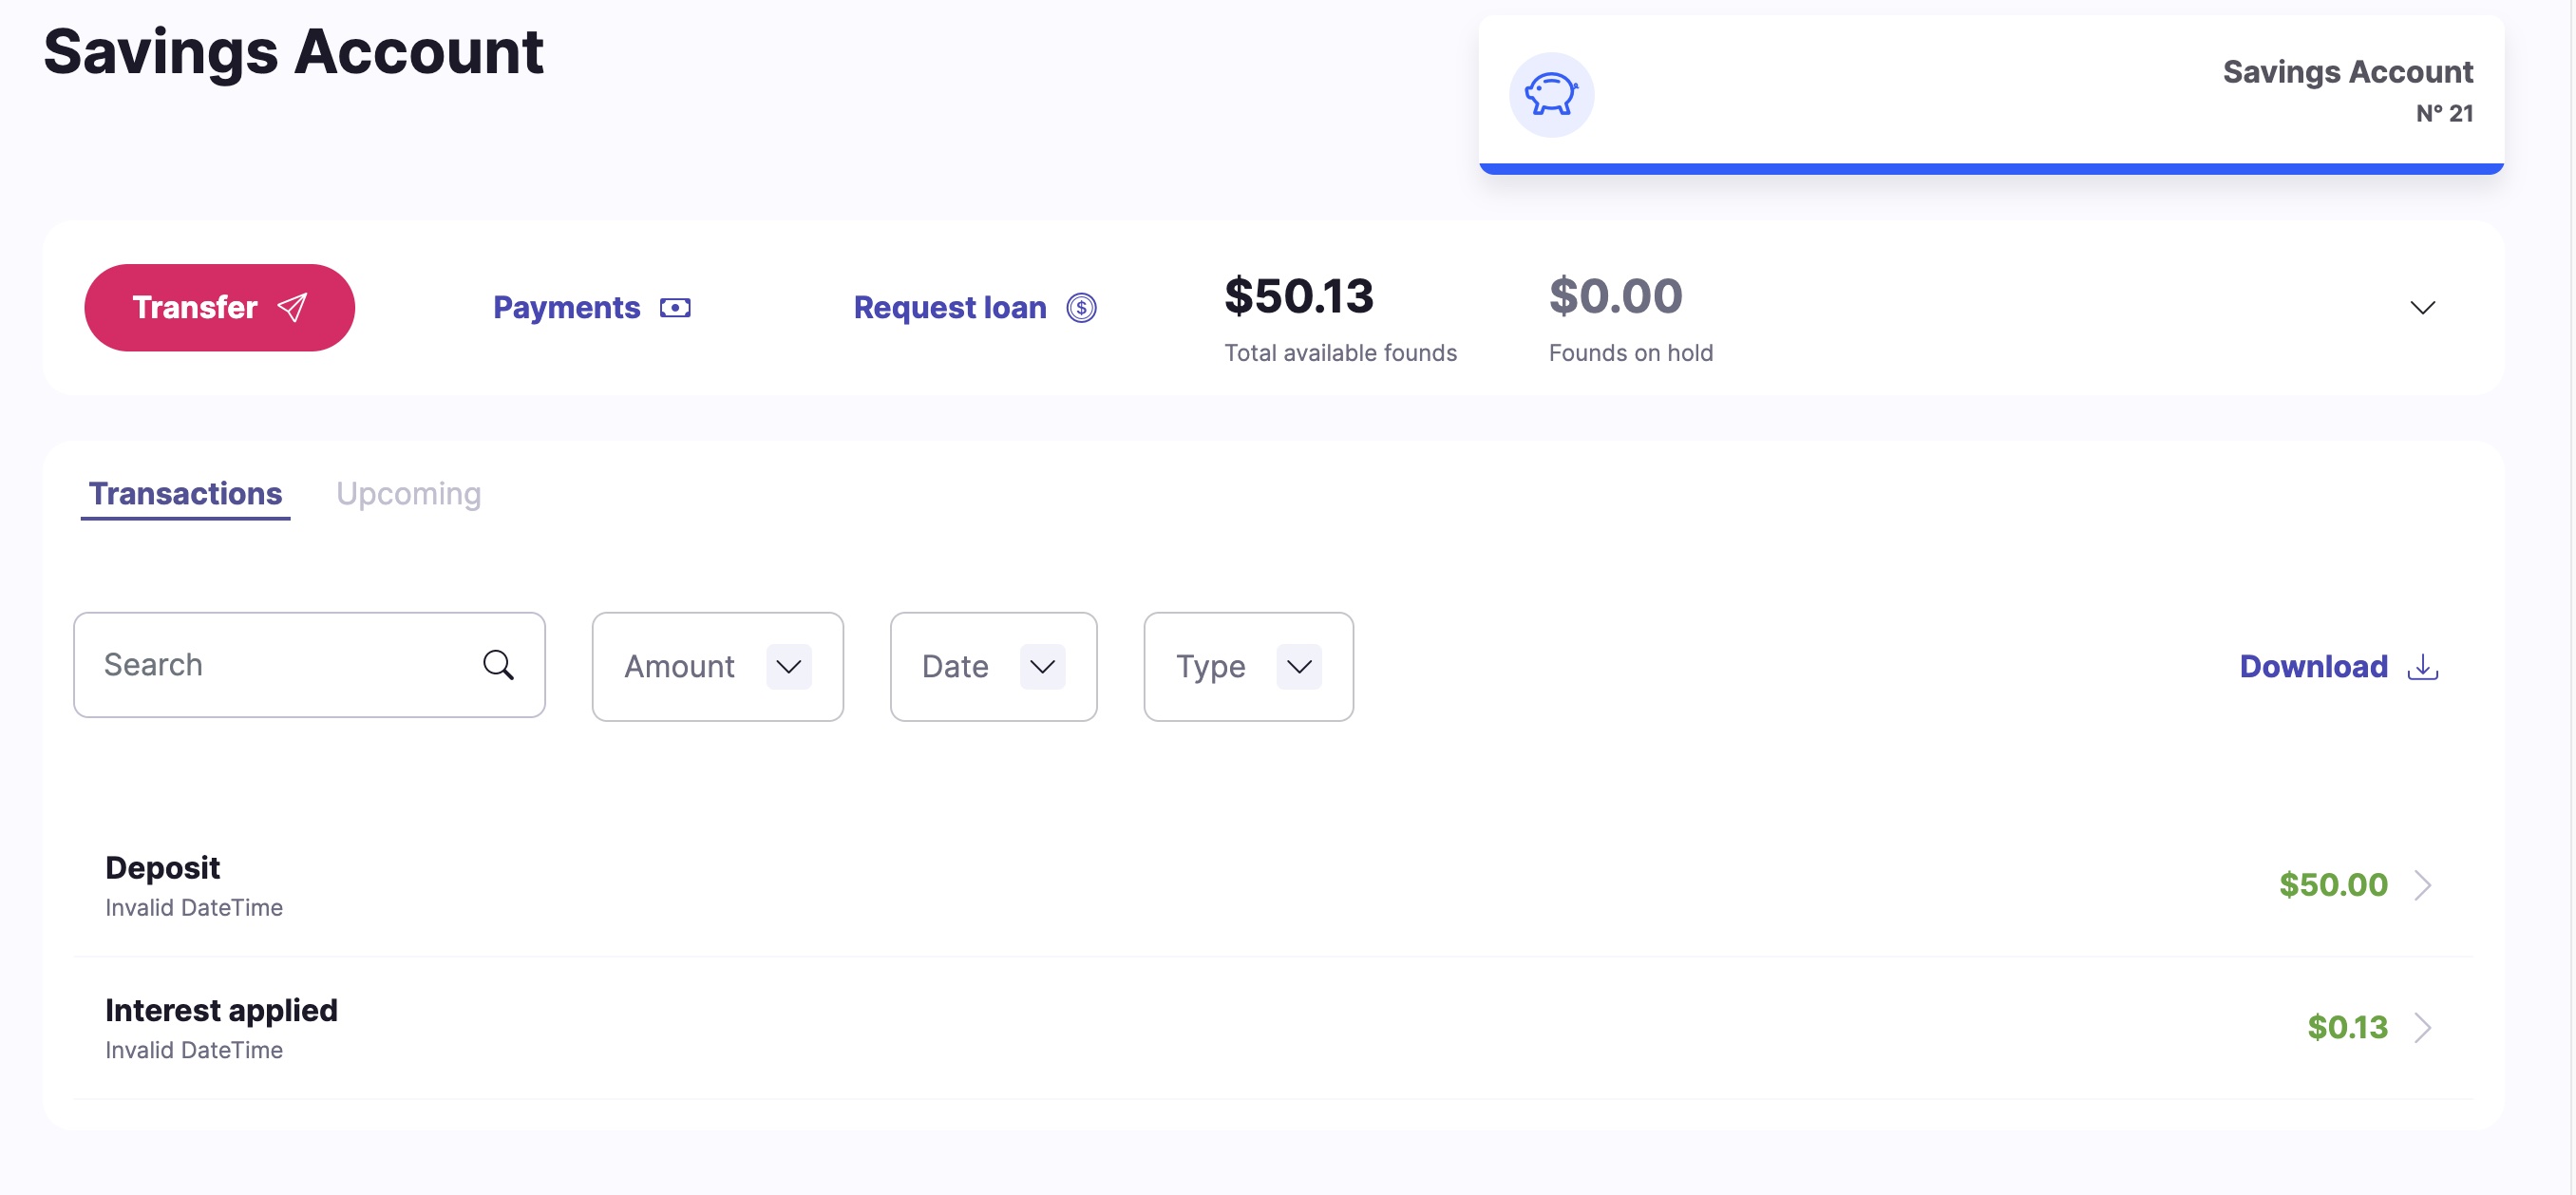 Savings Account
Savings Account
N° 21
Transfer
Payments
Request loan
$50.13
Total available founds
$0.00
Founds on hold
Transactions
Upcoming
Search
Amount
Date
Type
Download
Deposit
Invalid DateTime
$50.00
Interest applied
Invalid DateTime
$0.13